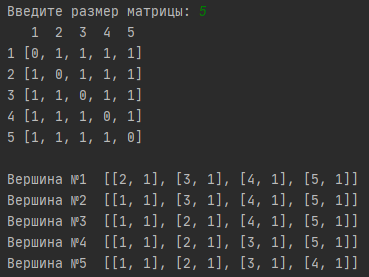 Введите размер матрицы: 5
1 2 3 4 5
1 [0, 1, 1, 1, 1]
2 [1, 0, 1, 1, 1]
3 [1, 1, 0, 1, 1]
4 [1, 1, 1, 0, 1]
5 [1, 1, 1, 1, 0]
Вершина №1 [[2, 1], [3, 1], [4, 1], [5, 1]]
Вершина №2 [[1, 1], [3, 1], [4, 1], [5, 1]]
Вершина №3 [[1, 1], [2, 1], [4, 1], [5, 1]]
Вершина №4 [[1, 1], [2, 1], [3, 1], [5, 1]]
Вершина №5 [[1, 1], [2, 1], [3, 1], [4, 1]]